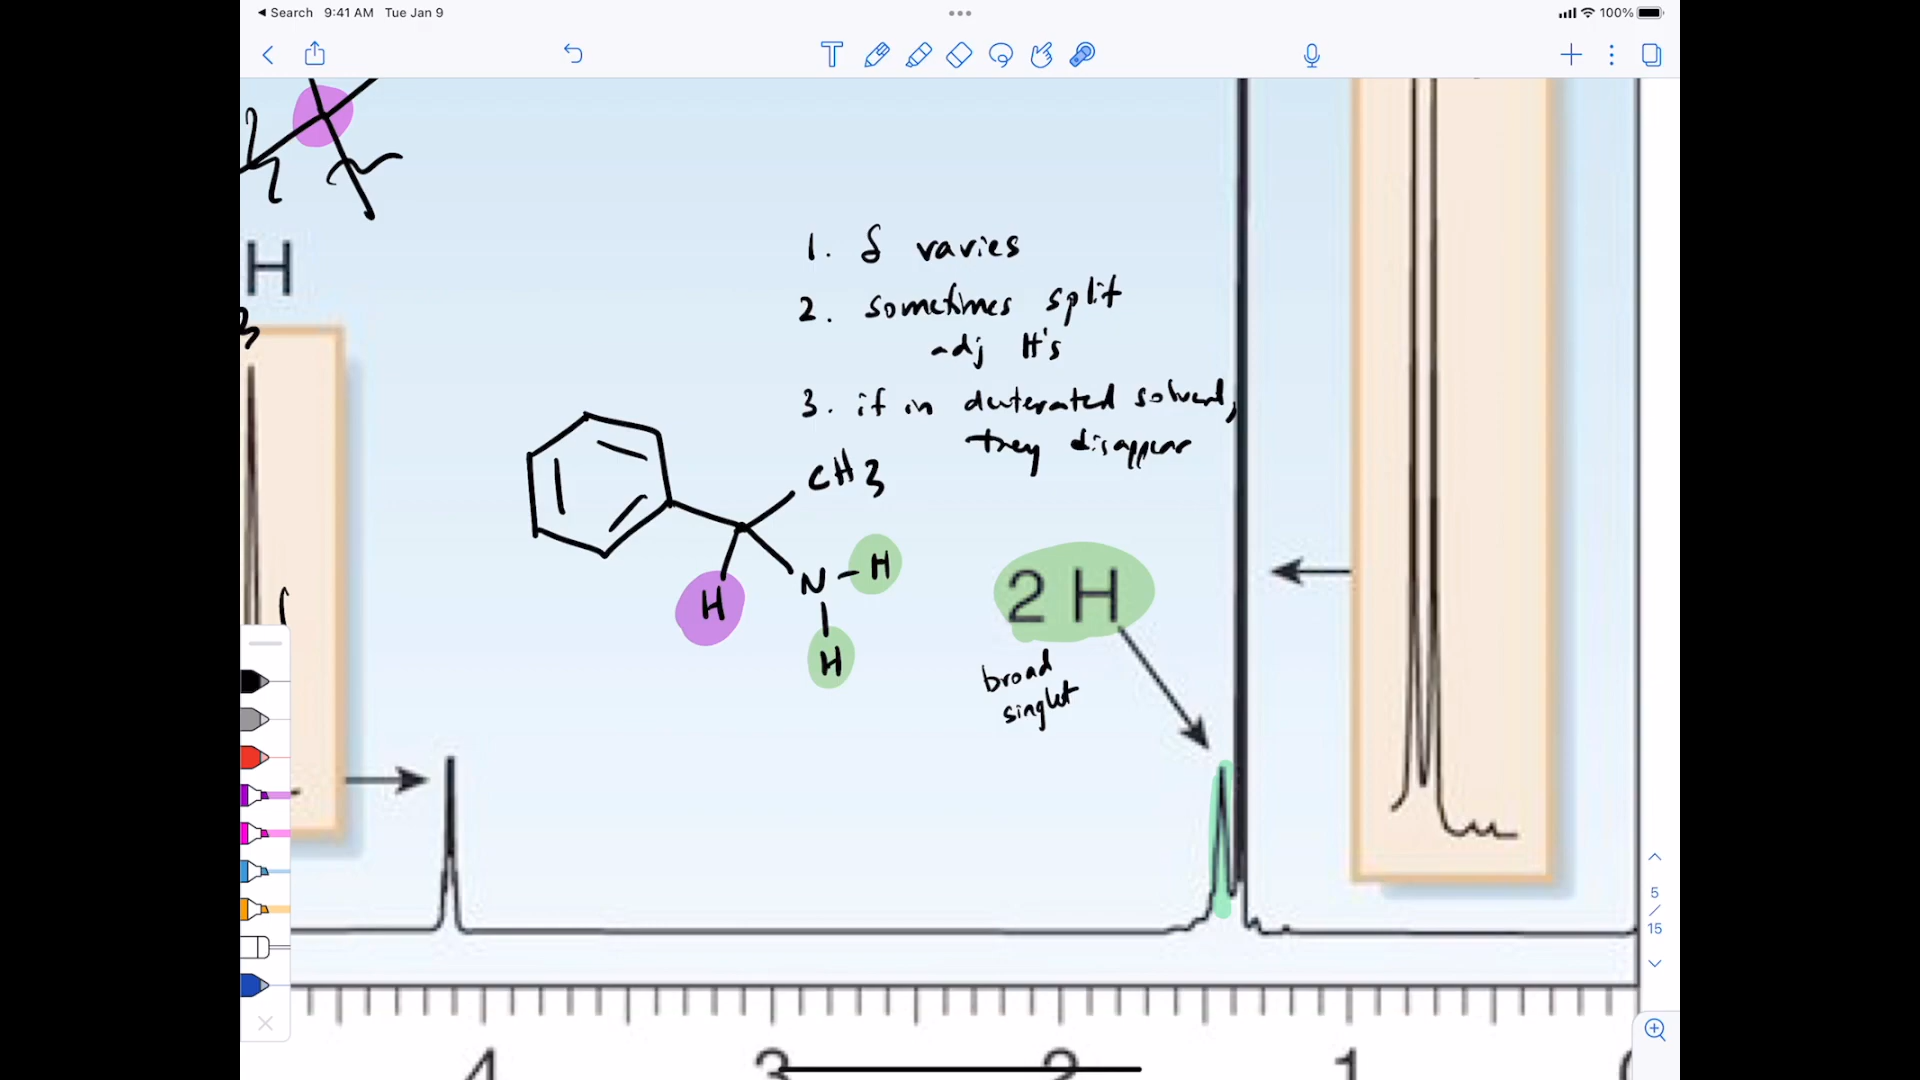 Search 9:41 AM Tue Jan 9
100%
H
1. δ varies
2. sometimes split
adj H's
3. if in deuterated solvent,
they disappear
CH3
N-H
H
H
2 H
broad
singlet
5
/
15
4 3 2 1